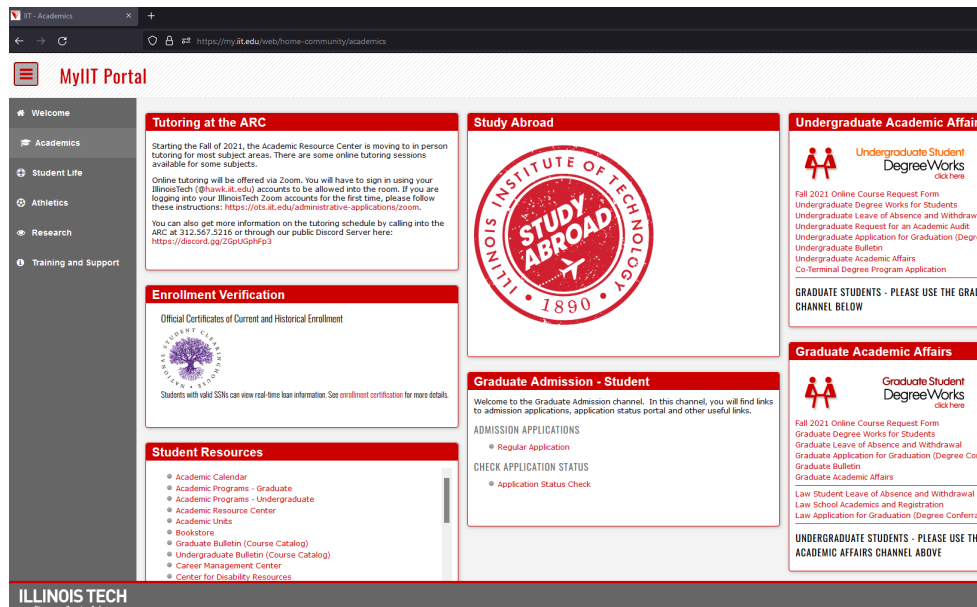 IIT - Academics
https://my.iit.edu/web/home-community/academics
MyIIT Portal
Welcome
Academics
Student Life
Athletics
Research
Training and Support
Tutoring at the ARC
Starting the Fall of 2021, the Academic Resource Center is moving to in person
tutoring for most subject areas. There are some online tutoring sessions
available for some subjects.
Online tutoring will be offered via Zoom. You will have to sign in using your
IllinoisTech (@hawk.iit.edu) accounts to be allowed into the room. If you are
logging into your IllinoisTech Zoom accounts for the first time, please follow
these instructions: https://ots.iit.edu/administrative-applications/zoom.
You can also get more information on the tutoring schedule by calling into the
ARC at 312.567.5216 or through our public Discord Server here:
https://discord.gg/ZGpUGphFp3
Enrollment Verification
Official Certificates of Current and Historical Enrollment
NATIONAL STUDENT CLEARINGHOUSE
Students with valid SSNs can view real-time loan information. See enrollment certification for more details.
Student Resources
Academic Calendar
Academic Programs - Graduate
Academic Programs - Undergraduate
Academic Resource Center
Academic Units
Bookstore
Graduate Bulletin (Course Catalog)
Undergraduate Bulletin (Course Catalog)
Career Management Center
Center for Disability Resources
Study Abroad
ILLINOIS INSTITUTE OF TECHNOLOGY
STUDY
ABROAD
1890
Graduate Admission - Student
Welcome to the Graduate Admission channel. In this channel, you will find links
to admission applications, application status portal and other useful links.
ADMISSION APPLICATIONS
Regular Application
CHECK APPLICATION STATUS
Application Status Check
Undergraduate Academic Affair
Undergraduate Student
DegreeWorks
click here
Fall 2021 Online Course Request Form
Undergraduate Degree Works for Students
Undergraduate Leave of Absence and Withdraw
Undergraduate Request for an Academic Audit
Undergraduate Application for Graduation (Degre
Undergraduate Bulletin
Undergraduate Academic Affairs
Co-Terminal Degree Program Application
GRADUATE STUDENTS - PLEASE USE THE GRAD
CHANNEL BELOW
Graduate Academic Affairs
Graduate Student
DegreeWorks
click here
Fall 2021 Online Course Request Form
Graduate Degree Works for Students
Graduate Leave of Absence and Withdrawal
Graduate Application for Graduation (Degree Con
Graduate Bulletin
Graduate Academic Affairs
Law Student Leave of Absence and Withdrawal
Law School Academics and Registration
Law Application for Graduation (Degree Conferra
UNDERGRADUATE STUDENTS - PLEASE USE TH
ACADEMIC AFFAIRS CHANNEL ABOVE
ILLINOIS TECH